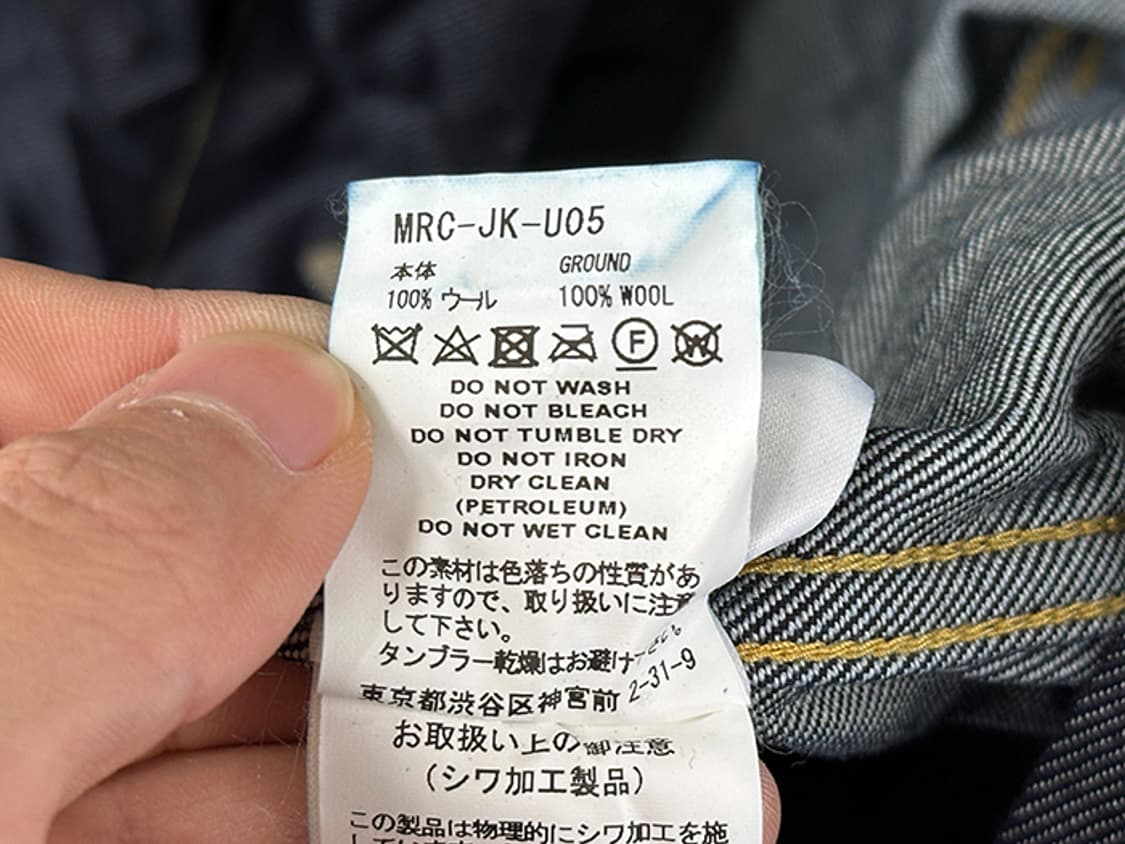 MRC-JK-U05
本体 GROUND
100% ウール 100% WOOL
F W
DO NOT WASH
DO NOT BLEACH
DO NOT TUMBLE DRY
DO NOT IRON
DRY CLEAN
(PETROLEUM)
DO NOT WET CLEAN
この素材は色落ちの性質があ
りますので、取り扱いに注意
して下さい。
タンブラー乾燥はお避け
東京都渋谷区神宮前 2-31-9
お取扱い上の御注意
(シワ加工製品)
この製品は物理的にシワ加工を施